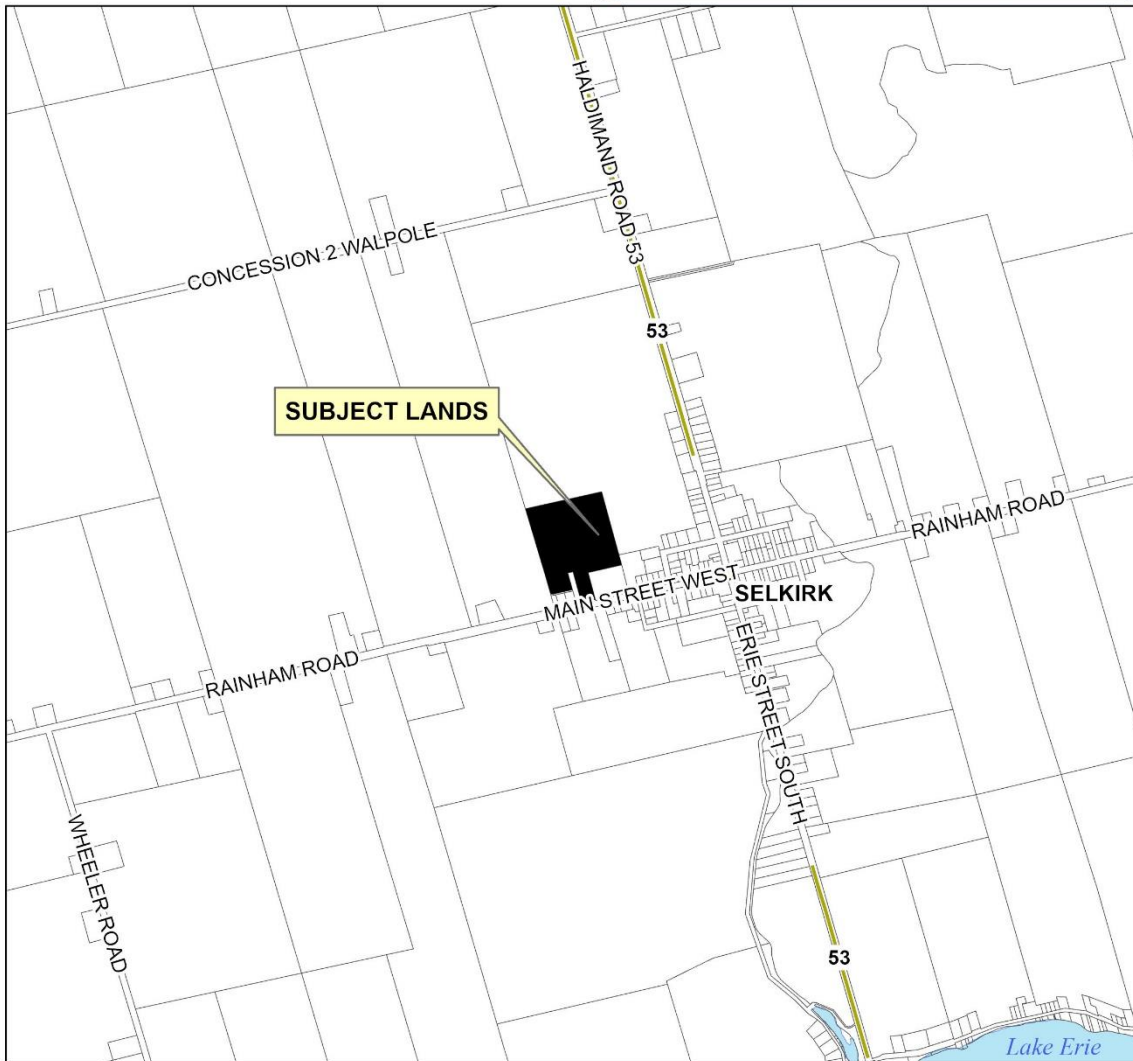 HALDIMAND ROAD 53
CONCESSION 2 WALPOLE
53
SUBJECT LANDS
RAINHAM ROAD
MAIN STREET WEST
SELKIRK
RAINHAM ROAD
ERIE STREET SOUTH
WHEELER ROAD
53
Lake Erie